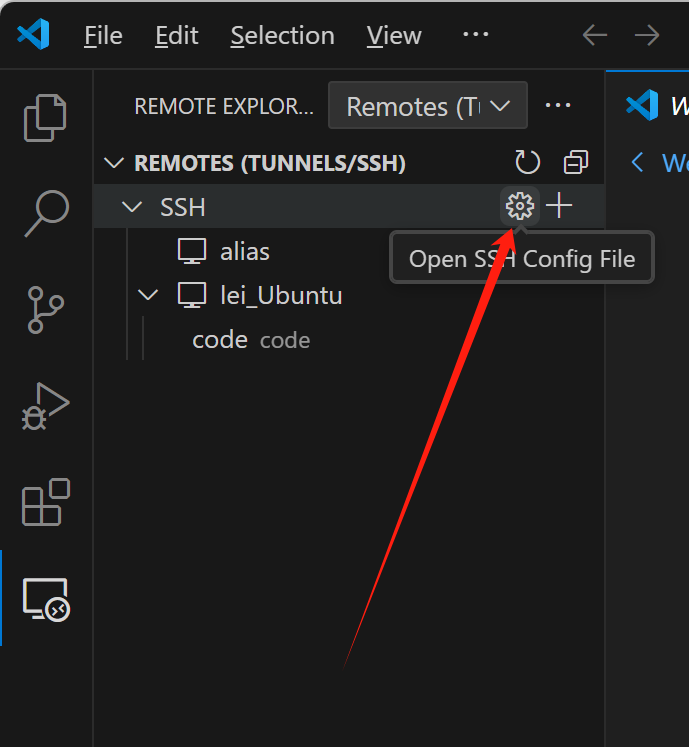 File Edit Selection View ...
REMOTE EXPLOR... Remotes (T ...
REMOTES (TUNNELS/SSH)
SSH
Open SSH Config File
alias
lei_Ubuntu
code code